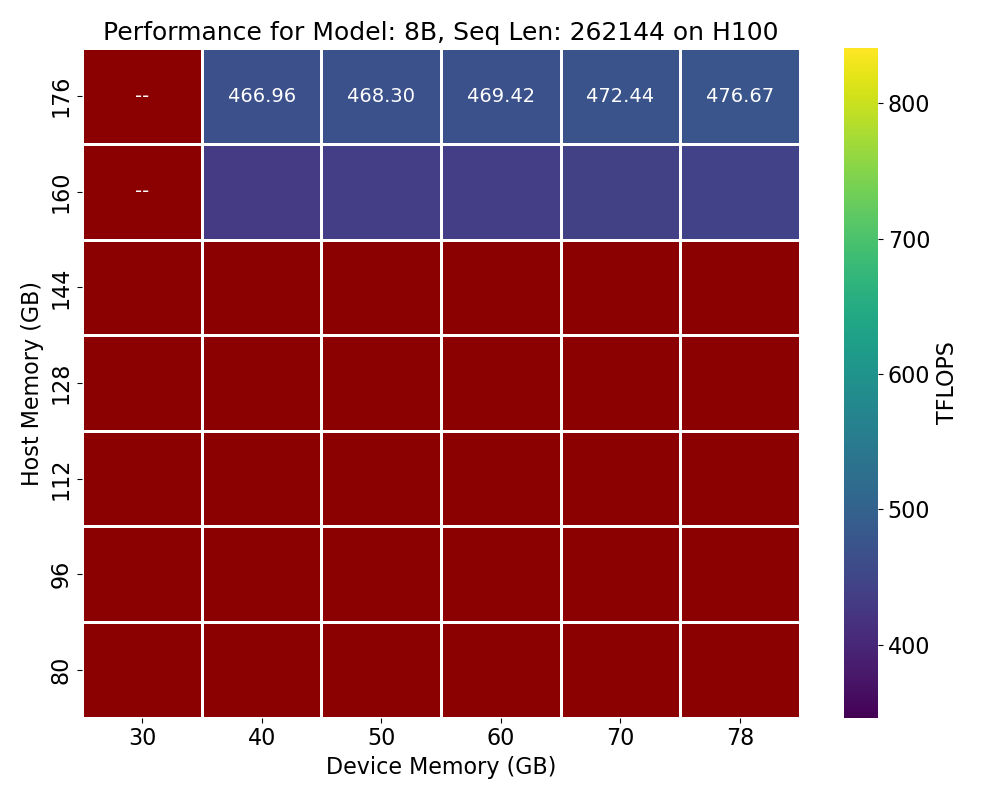 Performance for Model: 8B, Seq Len: 262144 on H100
176 -- 466.96 468.30 469.42 472.44 476.67
160 --
144
128
112
96
80
30 40 50 60 70 78
Device Memory (GB)
Host Memory (GB)
800
700
600
500
400
TFLOPS